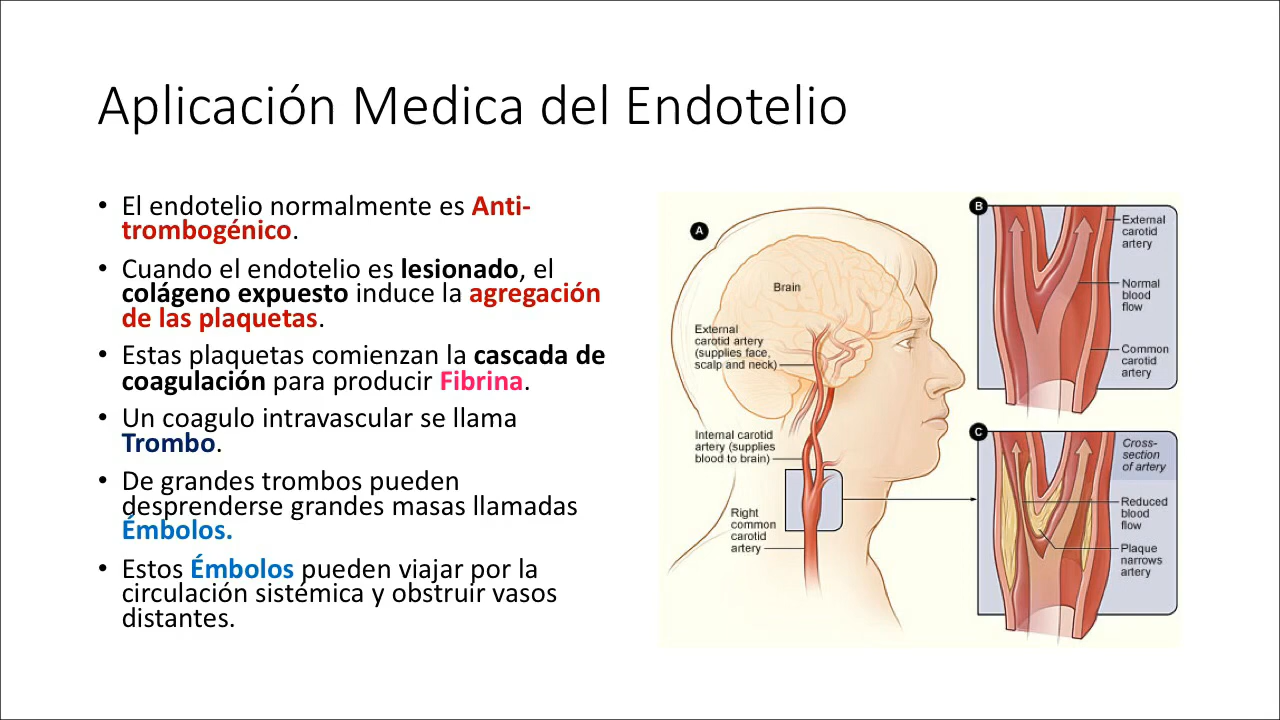 Aplicación Medica del Endotelio
• El endotelio normalmente es Anti-
trombogénico.
• Cuando el endotelio es lesionado, el
colágeno expuesto induce la agregación
de las plaquetas.
• Estas plaquetas comienzan la cascada de
coagulación para producir Fibrina.
• Un coagulo intravascular se llama
Trombo.
• De grandes trombos pueden
desprenderse grandes masas llamadas
Émbolos.
• Estos Émbolos pueden viajar por la
circulación sistémica y obstruir vasos
distantes.
A
Brain
External
carotid artery
(supplies face,
scalp and neck)
Internal carotid
artery (supplies
blood to brain)
Right
common
carotid
artery
B
External
carotid
artery
Normal
blood
flow
Common
carotid
artery
C
Cross-
section
of artery
Reduced
blood
flow
Plaque
narrows
artery